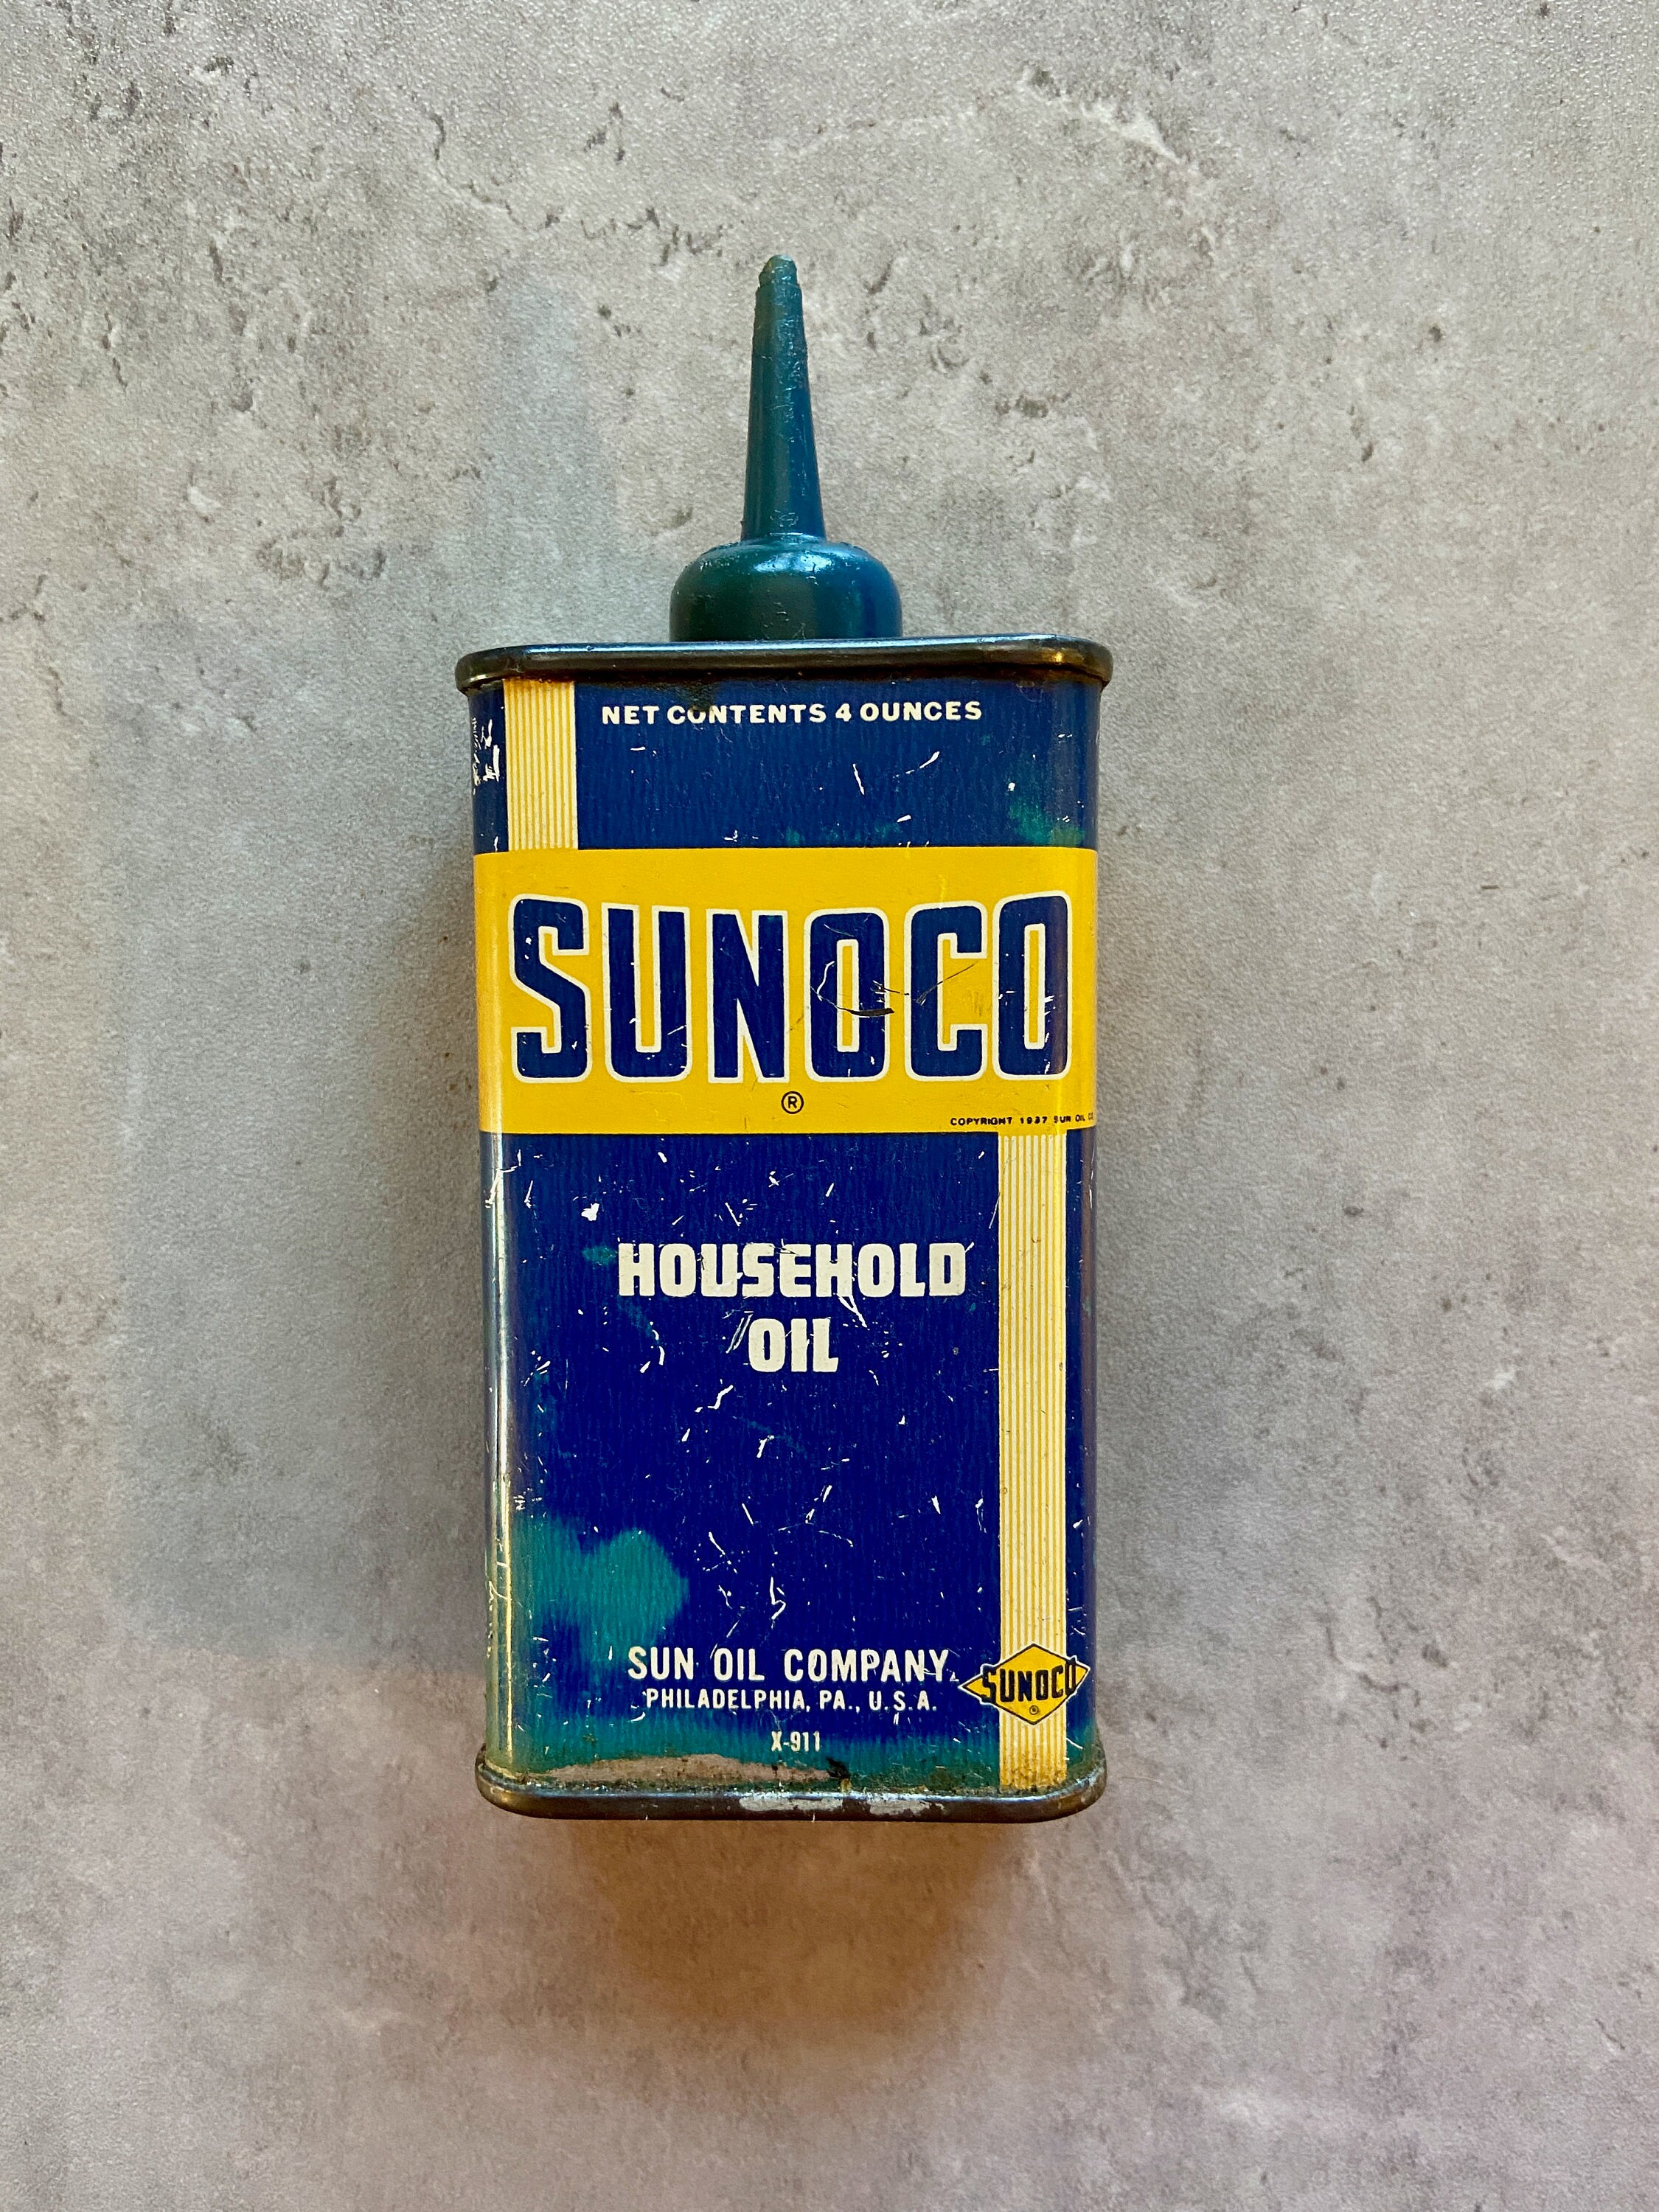 NET CONTENTS 4 OUNCES
SUNOCO
®
COPYRIGHT 1937 SUN OIL CO
HOUSEHOLD
OIL
SUN OIL COMPANY
PHILADELPHIA, PA., U.S.A.
SUNOCO
®
X-911